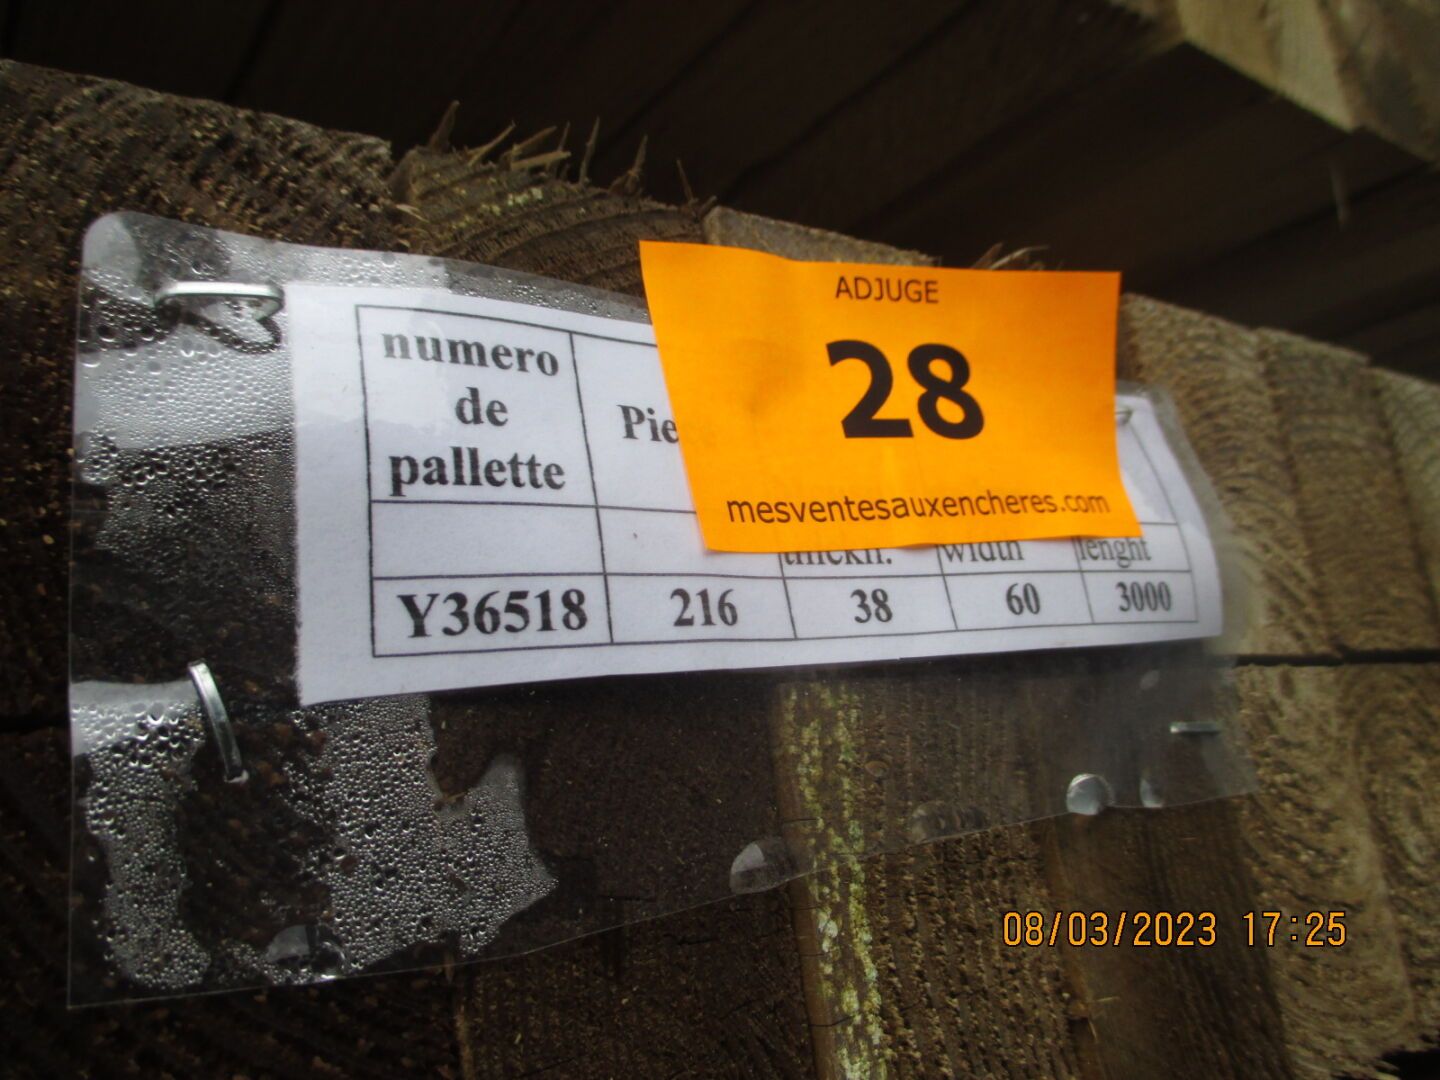 ADJUGE
28
mesventesauxencheres.com
numero
de
pallette
thickn. width lenght
Y36518 216 38 60 3000
08/03/2023 17:25